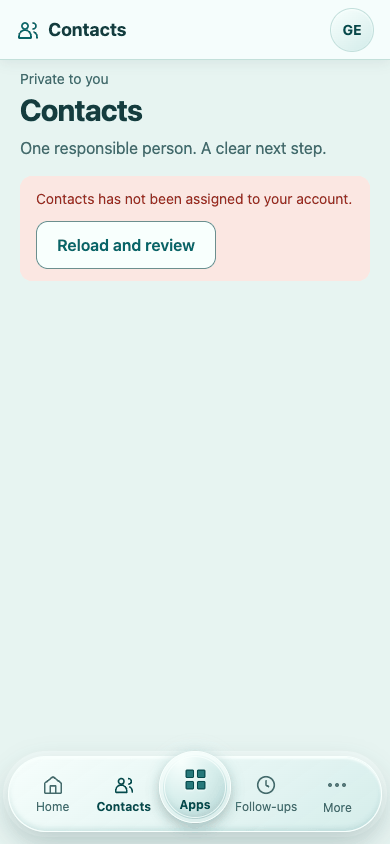 Contacts
GE
Private to you
Contacts
One responsible person. A clear next step.
Contacts has not been assigned to your account.
Reload and review
Home
Contacts
Apps
Follow-ups
More